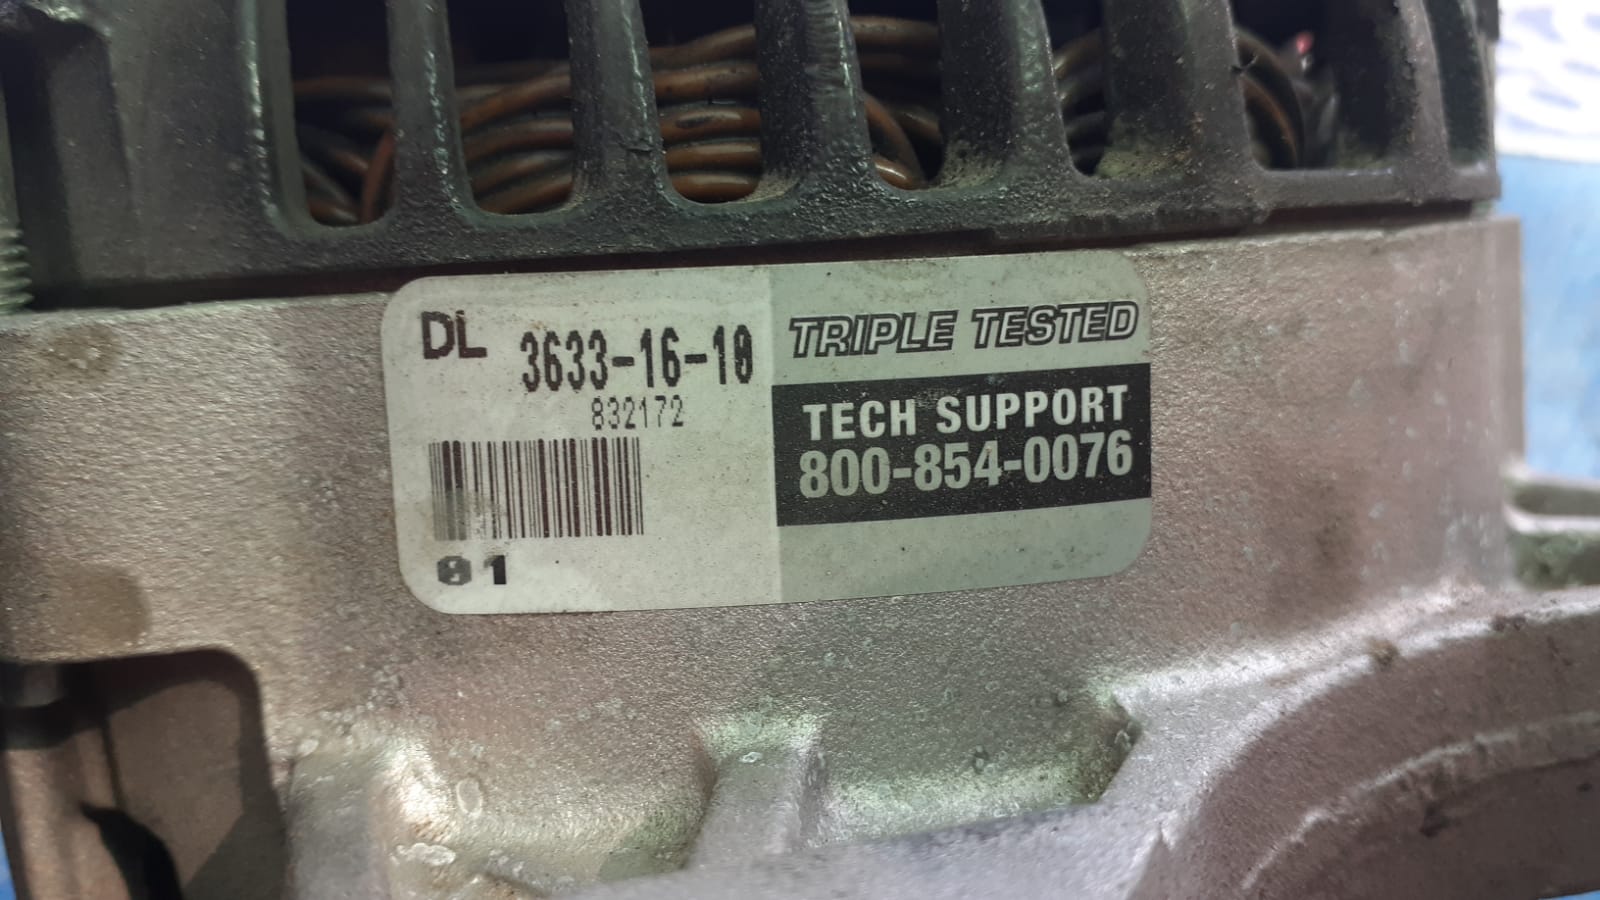 DL 3633-16-10
832172
01
TRIPLE TESTED
TECH SUPPORT
800-854-0076